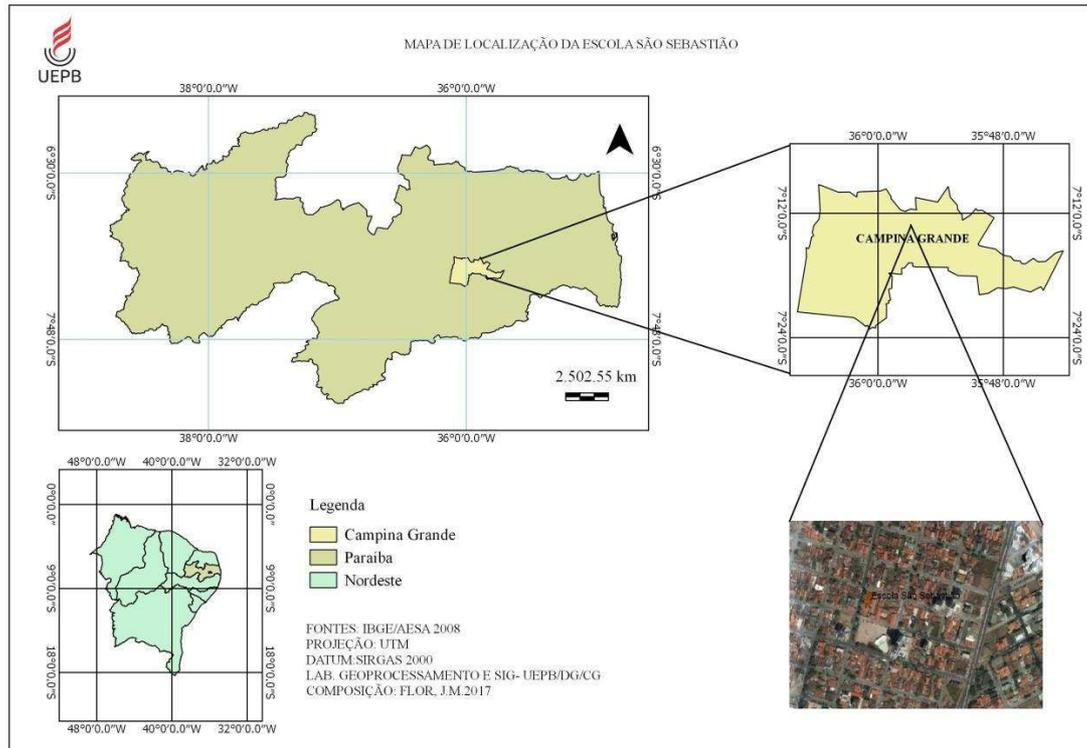 UEPB
MAPA DE LOCALIZAÇÃO DA ESCOLA SÃO SEBASTIÃO
38°0'0.0"W 36°0'0.0"W
6°30'0.0"S 6°30'0.0"S
7°48'0.0"S 7°48'0.0"S
2.502.55 km
38°0'0.0"W 36°0'0.0"W
36°0'0.0"W 35°48'0.0"W
7°12'0.0"S 7°12'0.0"S
CAMPINA GRANDE
7°24'0.0"S 7°24'0.0"S
36°0'0.0"W 35°48'0.0"W
48°0'0.0"W 40°0'0.0"W 32°0'0.0"W
0°0'0.0" 0°0'0.0"
9°0'0.0"S 9°0'0.0"S
18°0'0.0"S 18°0'0.0"S
48°0'0.0"W 40°0'0.0"W 32°0'0.0"W
Legenda
Campina Grande
Paraiba
Nordeste
FONTES: IBGE/AESA 2008
PROJEÇÃO: UTM
DATUM:SIRGAS 2000
LAB. GEOPROCESSAMENTO E SIG- UEPB/DG/CG
COMPOSIÇÃO: FLOR, J.M.2017
Escola São Sebastião